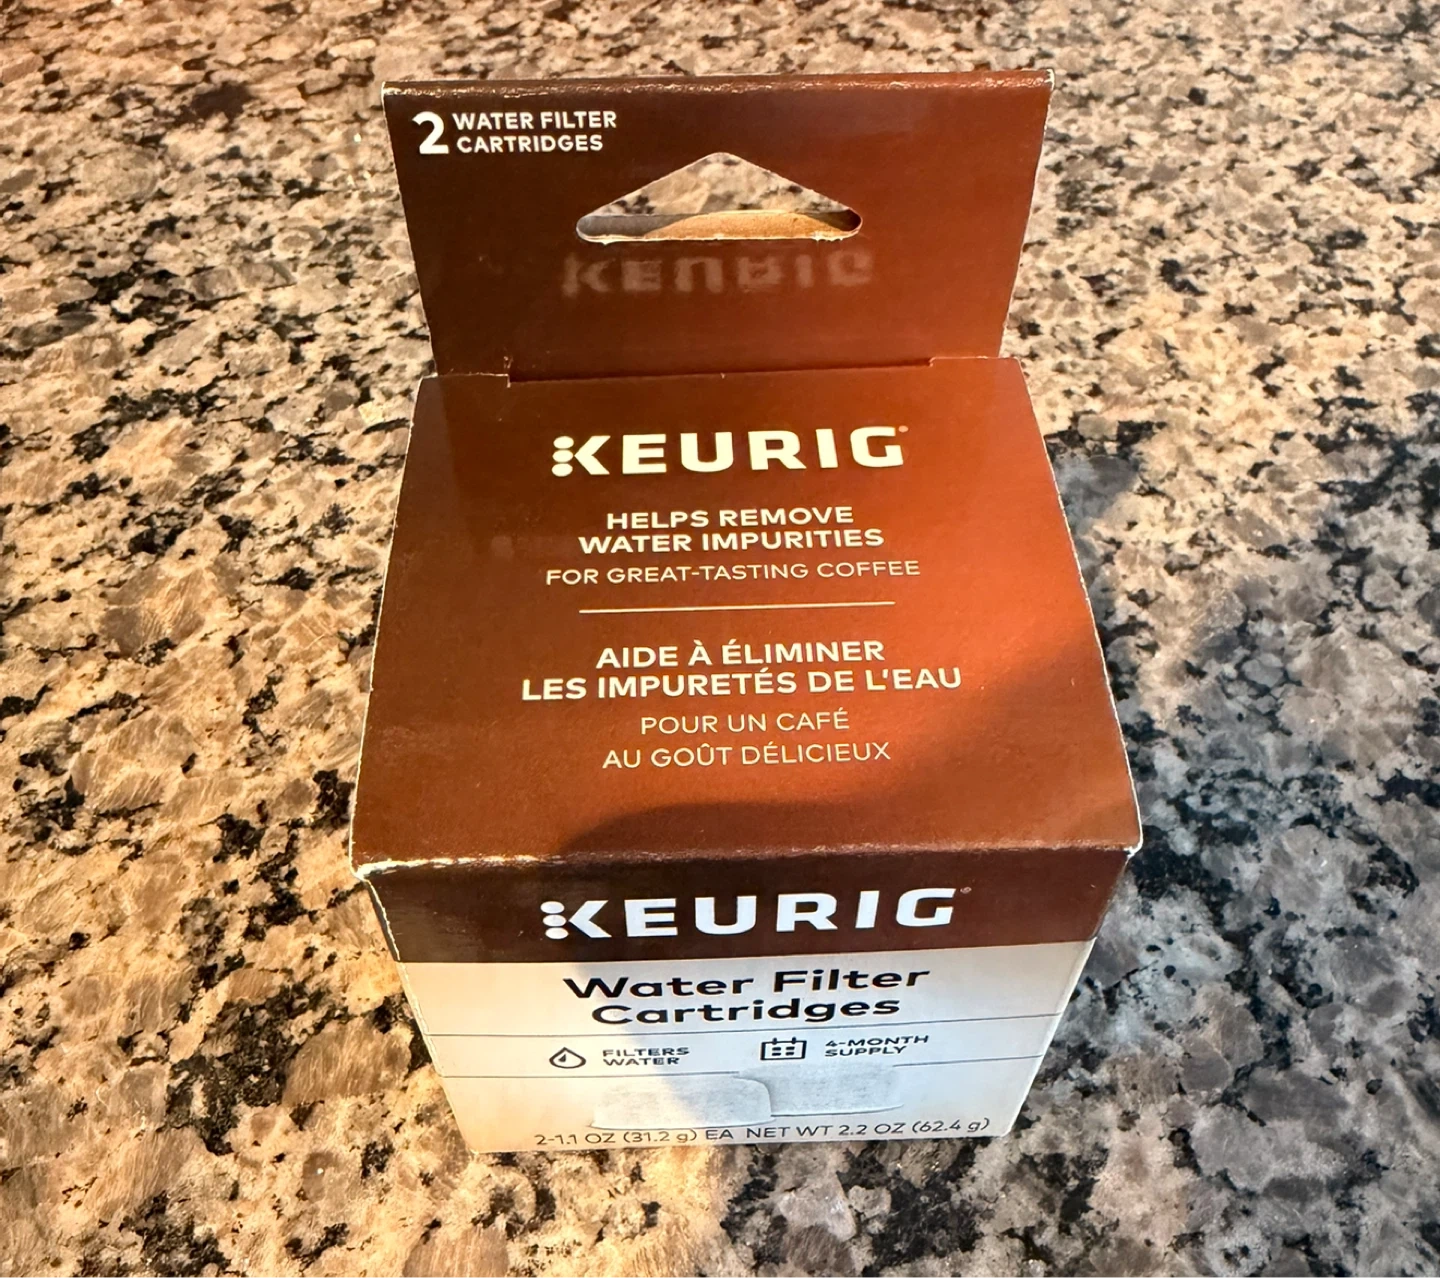 2 WATER FILTER
CARTRIDGES
KEURIG
HELPS REMOVE
WATER IMPURITIES
FOR GREAT-TASTING COFFEE
AIDE À ÉLIMINER
LES IMPURETÉS DE L'EAU
POUR UN CAFÉ
AU GOÛT DÉLICIEUX
KEURIG
Water Filter
Cartridges
FILTERS
WATER
4-MONTH
SUPPLY
2-1.1 OZ (31.2 g) EA NET WT 2.2 OZ (62.4 g)